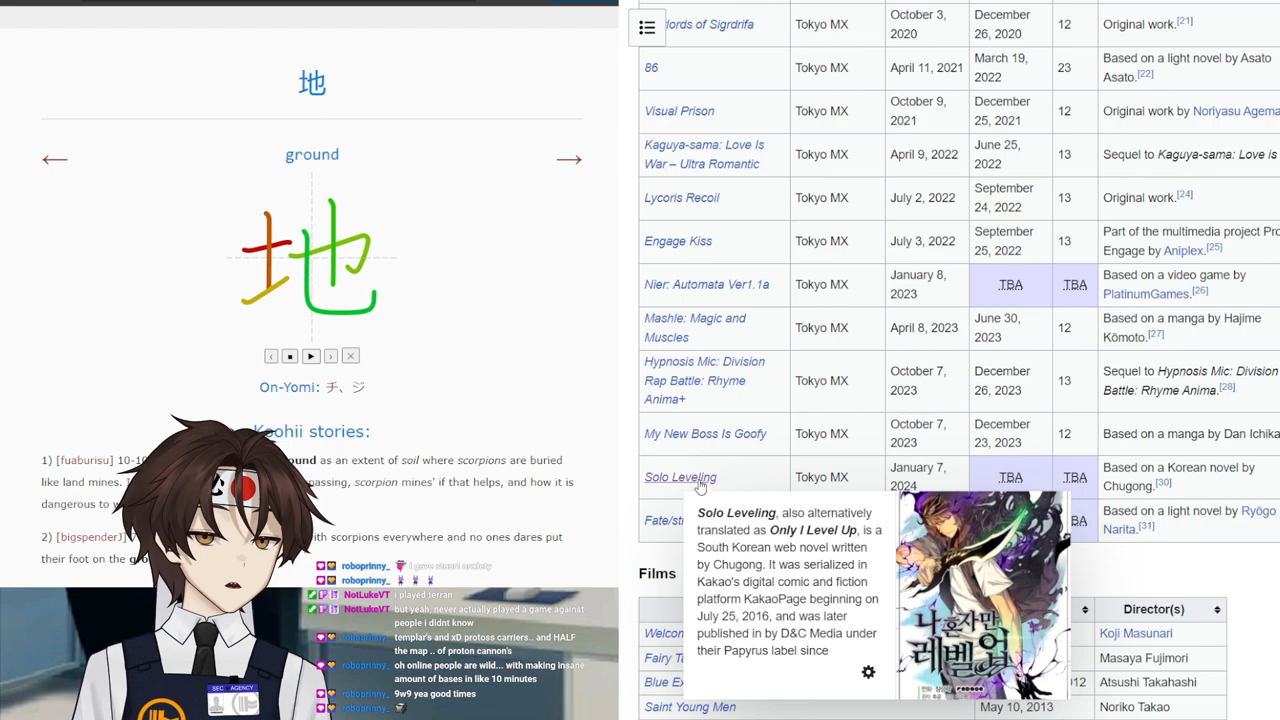 地
ground
On-Yomi: チ、ジ
Koohii stories:
1) [fuaburisu] 10-
ound as an extent of soil where scorpions are buried
like land mines.
passing, scorpion mines' if that helps, and how it is
dangerous to
2) [bigspender]
ith scorpions everywhere and no ones dares put
their foot on the
roboprinny_ I gave smart anxiety
roboprinny_
NotLukeVT i played terran
NotLukeVT but yeah, never actually played a game against
people i didnt know
roboprinny_ templar's and xD protoss carriers.. and HALF
the map .. of proton cannon's
roboprinny_ oh online people are wild... with making insane
amount of bases in like 10 minutes
roboprinny_ 9w9 yea good times
roboprinny_
SEC AGENCY
lords of Sigrdrifa Tokyo MX October 3, 2020 December 26, 2020 12 Original work.[21]
86 Tokyo MX April 11, 2021 March 19, 2022 23 Based on a light novel by Asato Asato.[22]
Visual Prison Tokyo MX October 9, 2021 December 25, 2021 12 Original work by Noriyasu Agema
Kaguya-sama: Love Is War – Ultra Romantic Tokyo MX April 9, 2022 June 25, 2022 13 Sequel to Kaguya-sama: Love is
Lycoris Recoil Tokyo MX July 2, 2022 September 24, 2022 13 Original work.[24]
Engage Kiss Tokyo MX July 3, 2022 September 25, 2022 13 Part of the multimedia project Pro Engage by Aniplex.[25]
Nier: Automata Ver1.1a Tokyo MX January 8, 2023 TBA TBA Based on a video game by PlatinumGames.[26]
Mashle: Magic and Muscles Tokyo MX April 8, 2023 June 30, 2023 12 Based on a manga by Hajime Kōmoto.[27]
Hypnosis Mic: Division Rap Battle: Rhyme Anima+ Tokyo MX October 7, 2023 December 26, 2023 13 Sequel to Hypnosis Mic: Division Battle: Rhyme Anima.[28]
My New Boss Is Goofy Tokyo MX October 7, 2023 December 23, 2023 12 Based on a manga by Dan Ichika
Solo Leveling Tokyo MX January 7, 2024 TBA TBA Based on a Korean novel by Chugong.[30]
Fate/st BA Based on a light novel by Ryōgo Narita.[31]
Solo Leveling, also alternatively
translated as Only I Level Up, is a
South Korean web novel written
by Chugong. It was serialized in
Kakao's digital comic and fiction
platform KakaoPage beginning on
July 25, 2016, and was later
published in by D&C Media under
their Papyrus label since
나 혼자만
레벨업
Films
Director(s)
Welcom Koji Masunari
Fairy T Masaya Fujimori
Blue Ex 012 Atsushi Takahashi
Saint Young Men May 10, 2013 Noriko Takao